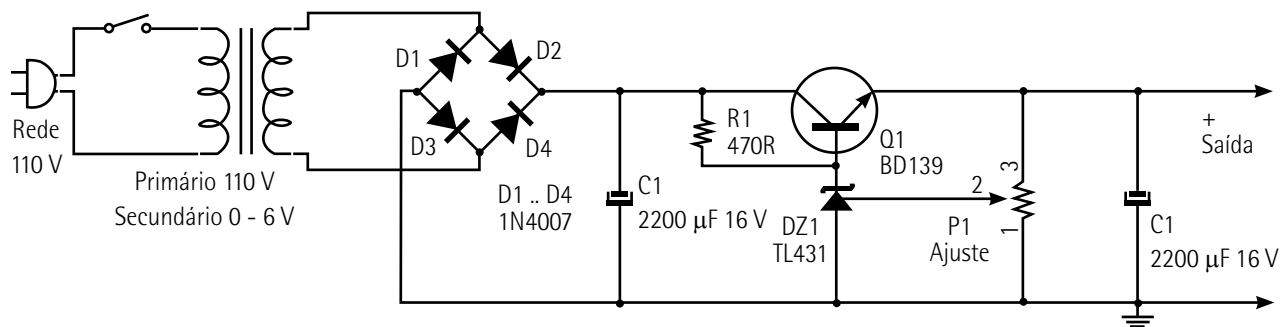 Rede
110 V
Primário 110 V
Secundário 0 - 6 V
D1
D2
D3
D4
D1 .. D4
1N4007
C1
2200 μF 16 V
R1
470R
Q1
BD139
DZ1
TL431
2
3
1
P1
Ajuste
+
Saída
C1
2200 μF 16 V